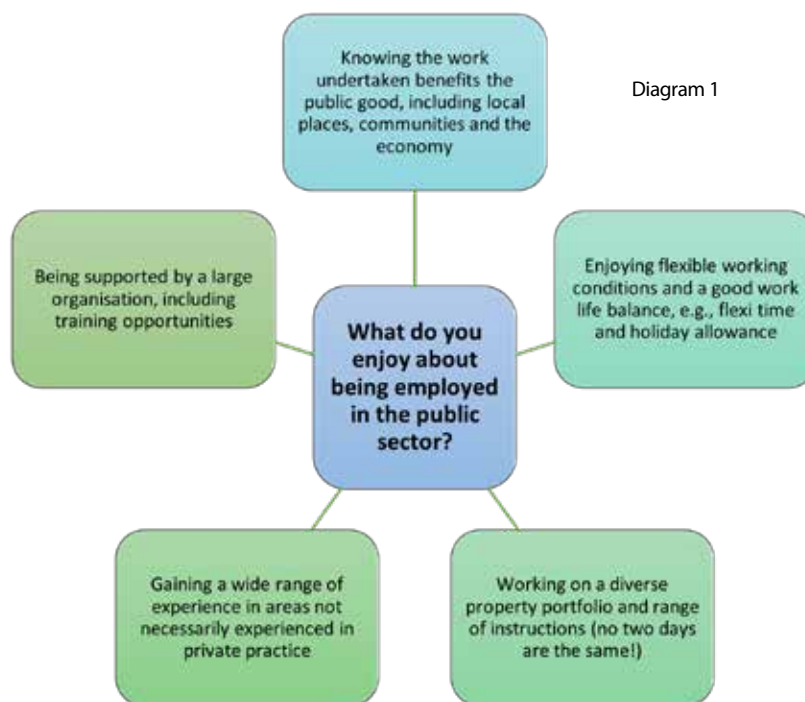 Diagram 1
Knowing the work
undertaken benefits the
public good, including local
places, communities and the
economy
Enjoying flexible working
conditions and a good work
life balance, e.g., flexi time
and holiday allowance
Being supported by a large
organisation, including
training opportunities
What do you
enjoy about
being employed
in the public
sector?
Gaining a wide range of
experience in areas not
necessarily experienced in
private practice
Working on a diverse
property portfolio and range
of instructions (no two days
are the same!)